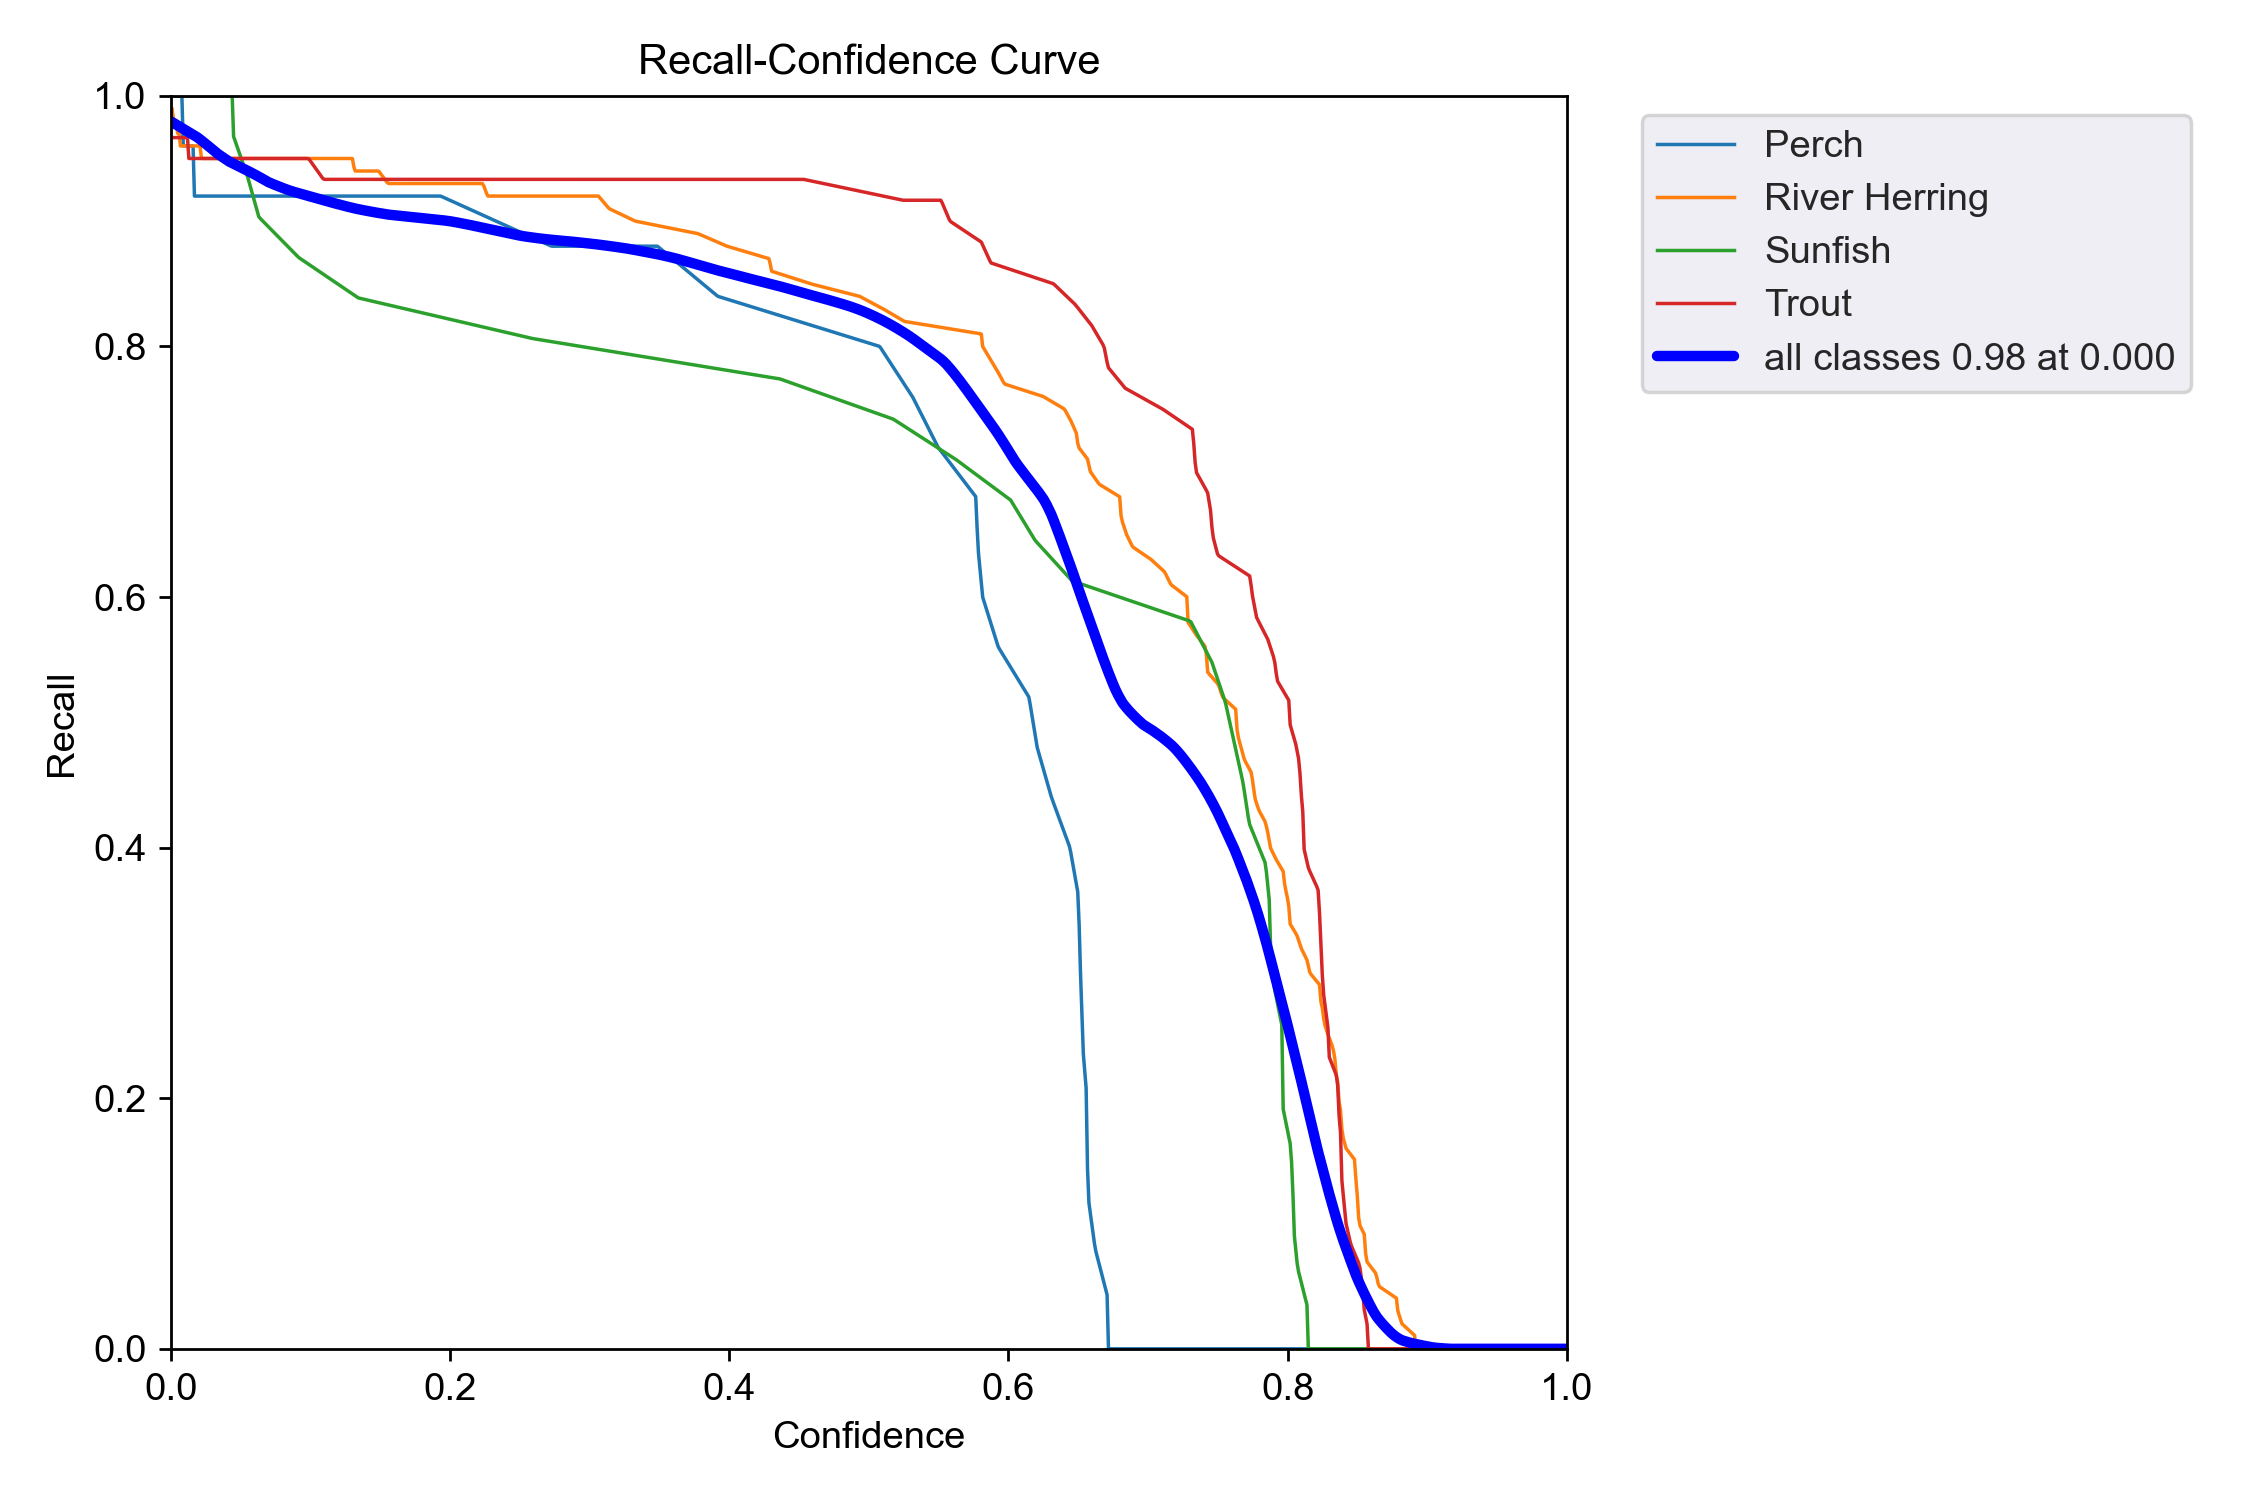 Recall-Confidence Curve
1.0
0.8
0.6
0.4
0.2
0.0
Recall
0.0 0.2 0.4 0.6 0.8 1.0
Confidence
Perch
River Herring
Sunfish
Trout
all classes 0.98 at 0.000